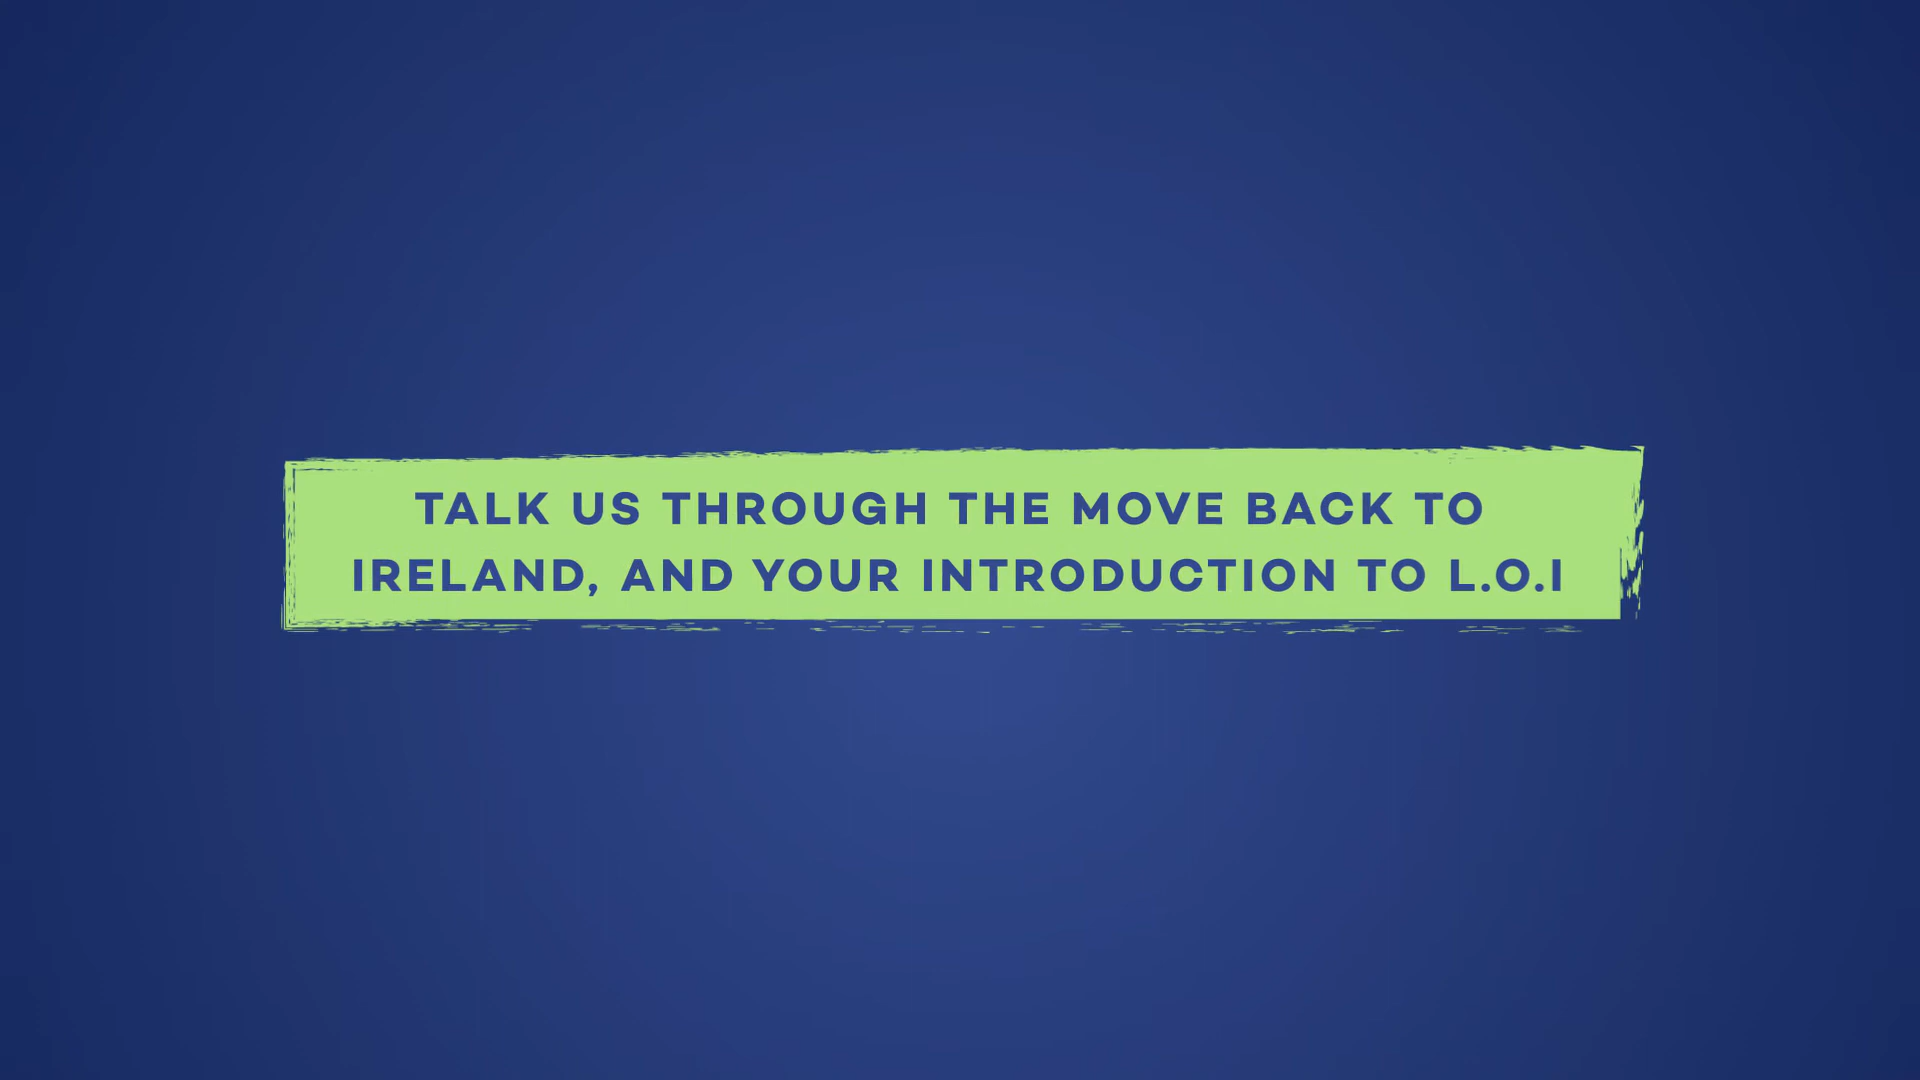 TALK US THROUGH THE MOVE BACK TO
IRELAND, AND YOUR INTRODUCTION TO L.O.I